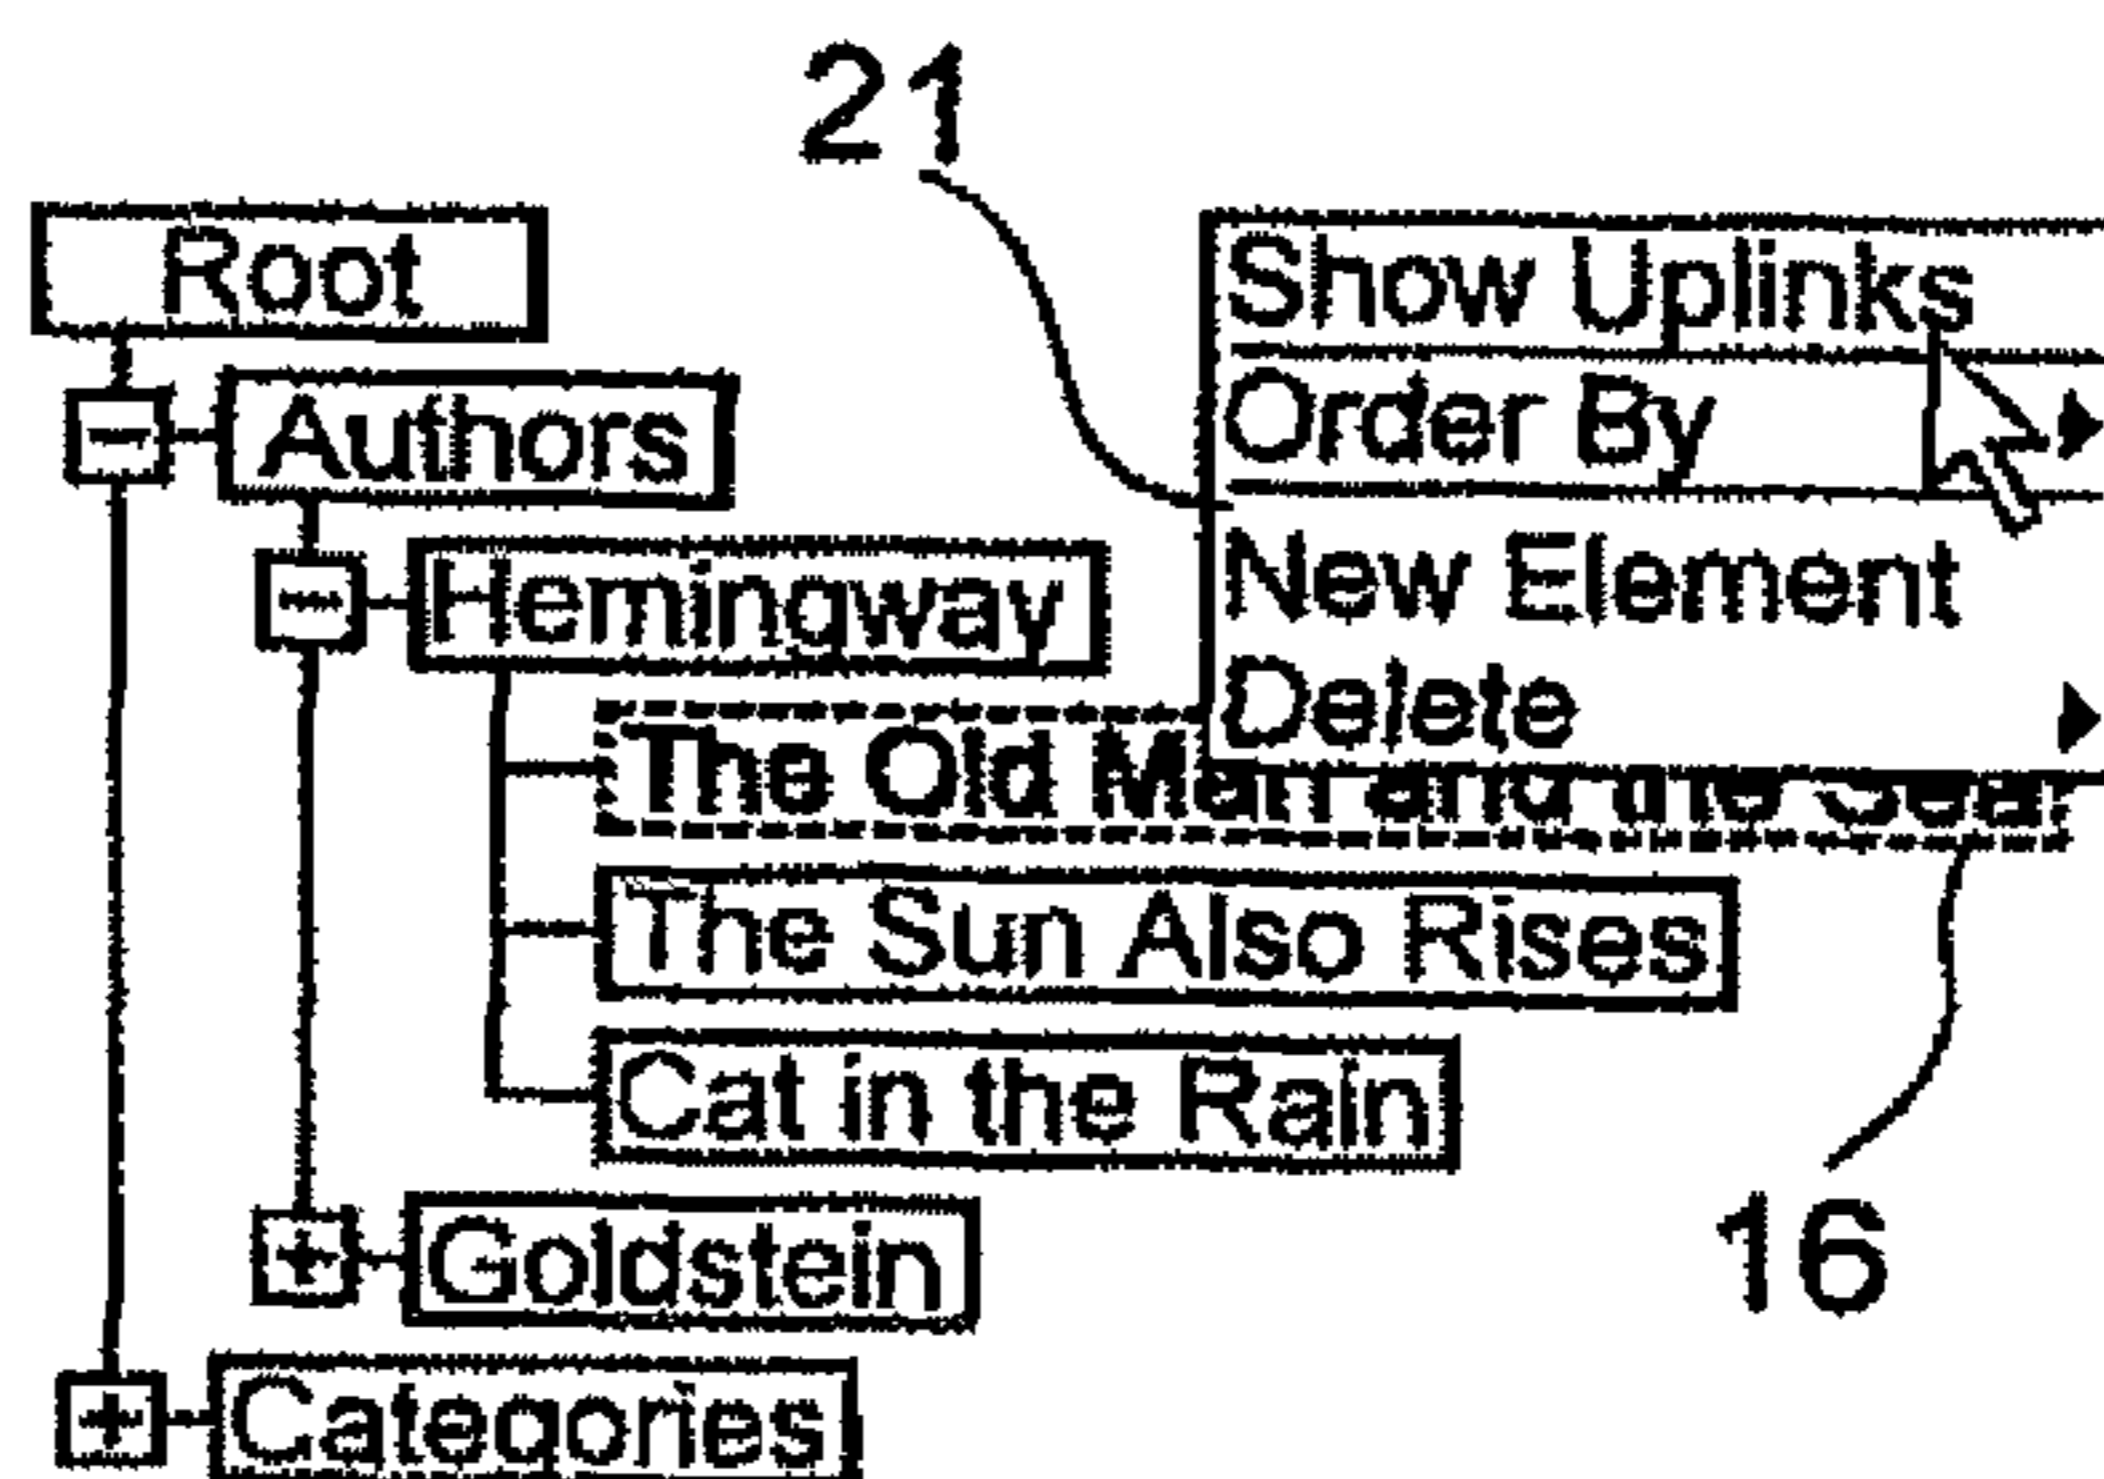 21
Root
Show Uplinks
Authors
Order By
Hemingway
New Element
Delete
The Old Man and the Sea
The Sun Also Rises
Cat in the Rain
Goldstein
16
Categories